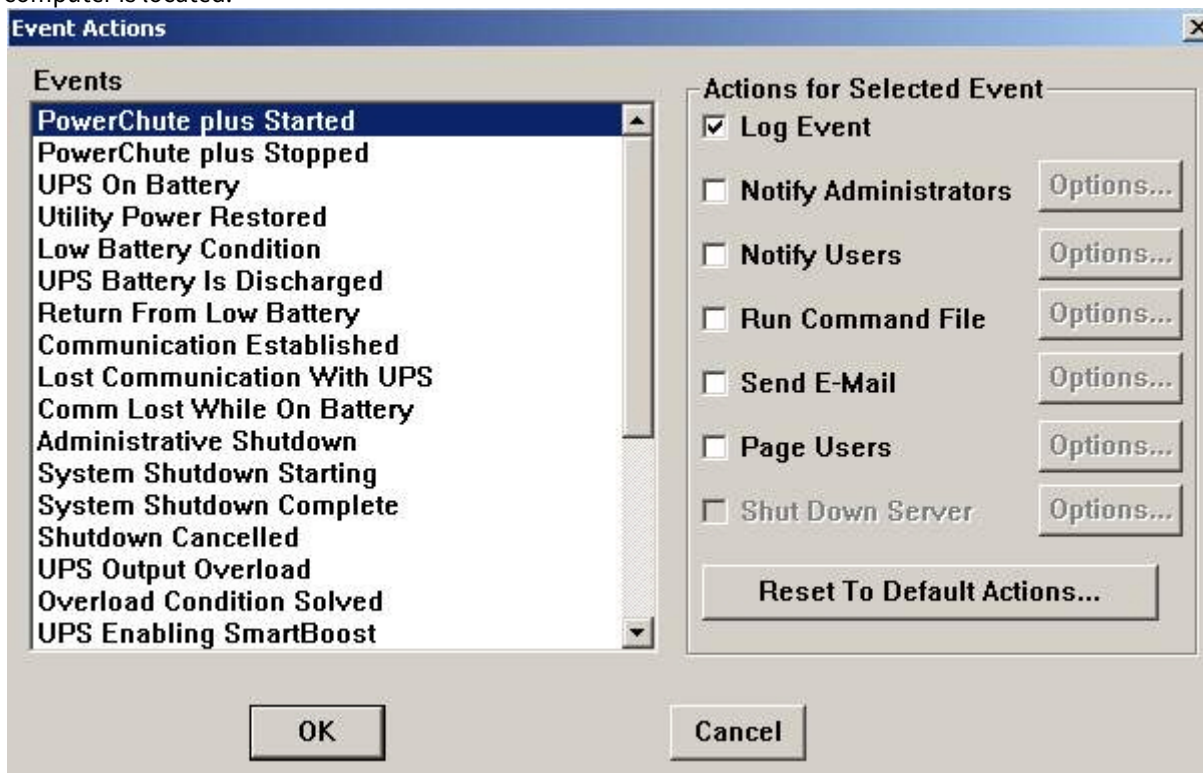 computer is located.
Event Actions
Events
PowerChute plus Started
PowerChute plus Stopped
UPS On Battery
Utility Power Restored
Low Battery Condition
UPS Battery Is Discharged
Return From Low Battery
Communication Established
Lost Communication With UPS
Comm Lost While On Battery
Administrative Shutdown
System Shutdown Starting
System Shutdown Complete
Shutdown Cancelled
UPS Output Overload
Overload Condition Solved
UPS Enabling SmartBoost
Actions for Selected Event
Log Event
Notify Administrators Options...
Notify Users Options...
Run Command File Options...
Send E-Mail Options...
Page Users Options...
Shut Down Server Options...
Reset To Default Actions...
OK Cancel